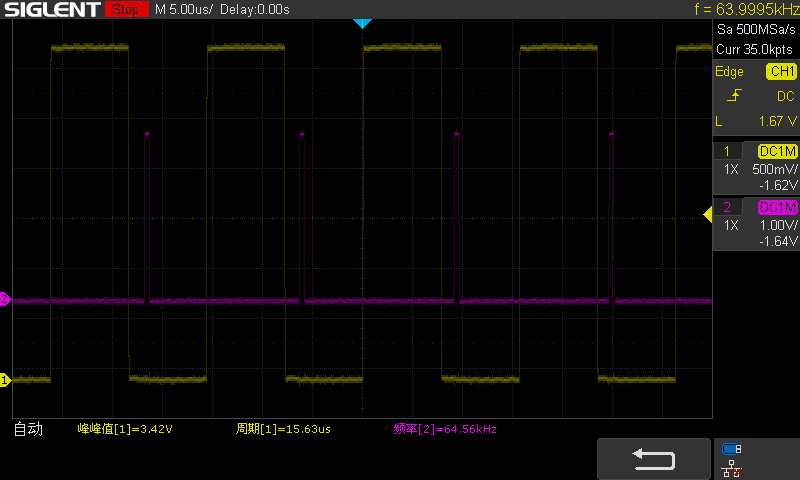 SIGLENT Stop M 5.00us/ Delay:0.00s f = 63.9995kHz
Sa 500MSa/s
Curr 35.0kpts
Edge CH1
DC
L 1.67 V
1 DC1M
1X 500mV/
-1.62V
2 DC1M
1X 1.00V/
-1.64V
2
1
自动 峰峰值[1]=3.42V 周期[1]=15.63us 频率[2]=64.56kHz